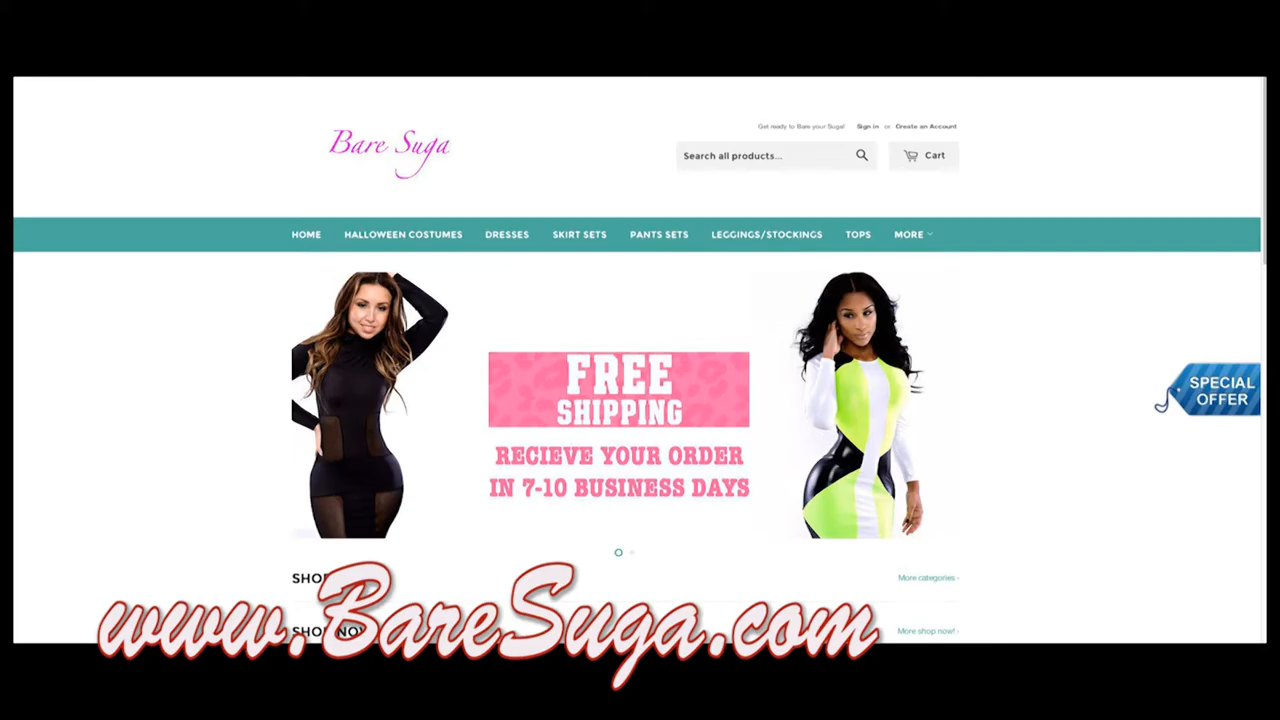 Get ready to Bare your Suga! Sign in or Create an Account
Bare Suga
Search all products...
Cart
HOME HALLOWEEN COSTUMES DRESSES SKIRT SETS PANTS SETS LEGGINGS/STOCKINGS TOPS MORE
FREE
SHIPPING
RECIEVE YOUR ORDER
IN 7-10 BUSINESS DAYS
SPECIAL
OFFER
More categories ›
www.BareSuga.com
More shop now! ›